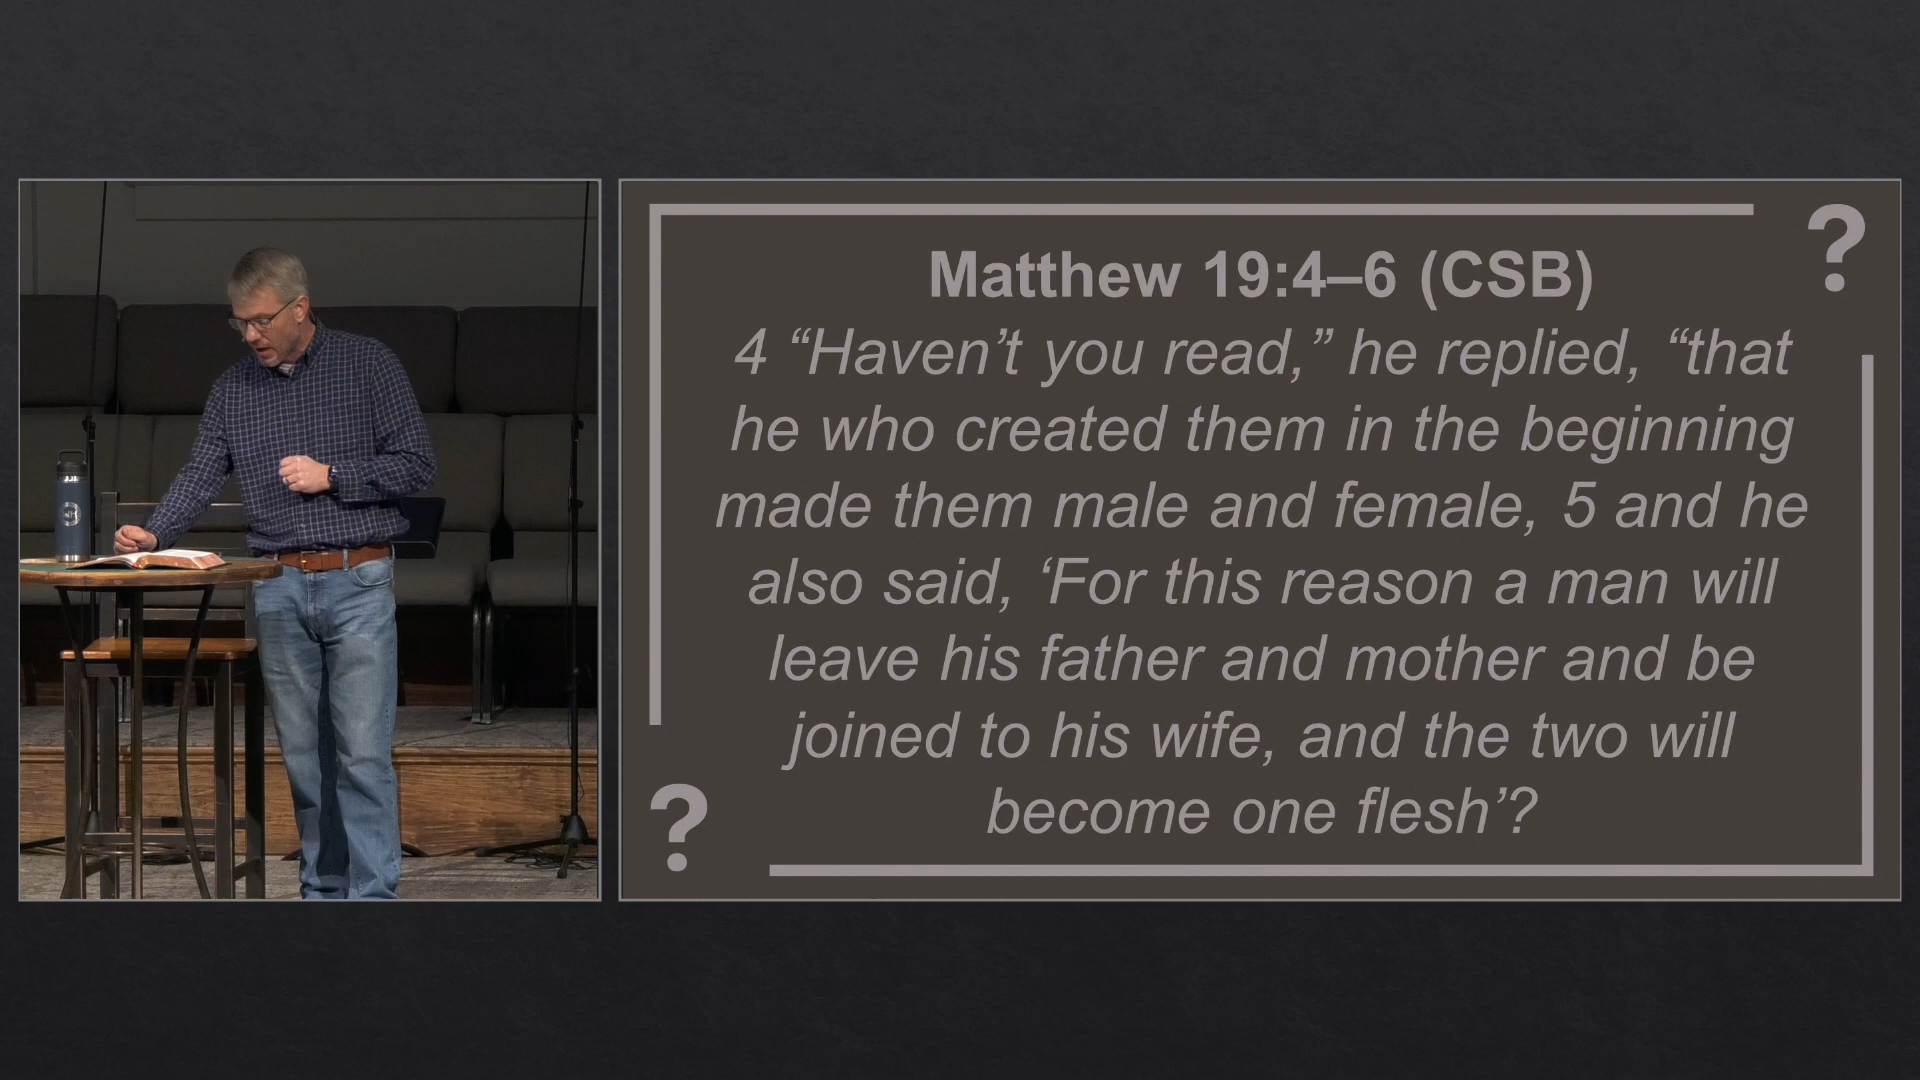 Matthew 19:4–6 (CSB)
4 “Haven’t you read,” he replied, “that
he who created them in the beginning
made them male and female, 5 and he
also said, ‘For this reason a man will
leave his father and mother and be
joined to his wife, and the two will
become one flesh’?
?
?